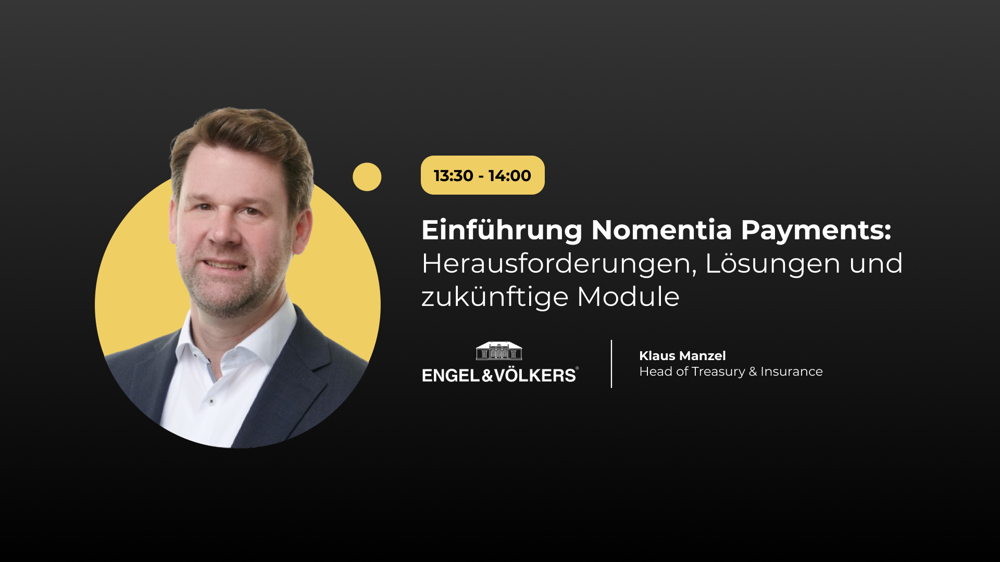 13:30 - 14:00
Einführung Nomentia Payments:
Herausforderungen, Lösungen und
zukünftige Module
ENGEL&VÖLKERS®
Klaus Manzel
Head of Treasury & Insurance